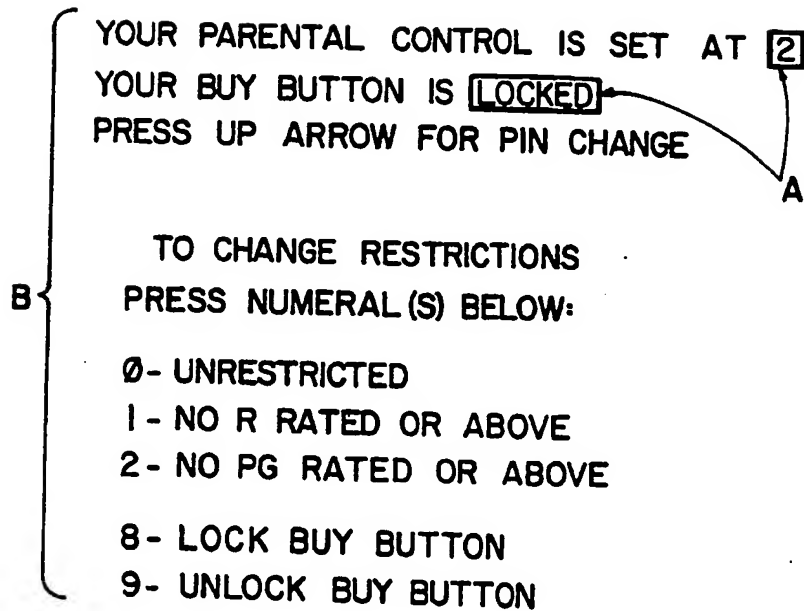 YOUR PARENTAL CONTROL IS SET AT 2
YOUR BUY BUTTON IS LOCKED
PRESS UP ARROW FOR PIN CHANGE
A
TO CHANGE RESTRICTIONS
B
PRESS NUMERAL(S) BELOW:
Ø- UNRESTRICTED
1- NO R RATED OR ABOVE
2- NO PG RATED OR ABOVE
8- LOCK BUY BUTTON
9- UNLOCK BUY BUTTON